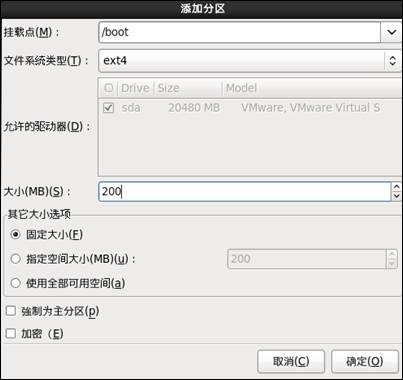 添加分区
挂载点(M)： /boot
文件系统类型(T)： ext4
Drive Size Model
sda 20480 MB VMware, VMware Virtual S
允许的驱动器(D)：
大小(MB)(S)： 200
其它大小选项
固定大小(F)
指定空间大小(MB)(u)： 200
使用全部可用空间(a)
強制为主分区(p)
加密（E)
取消(C) 确定(O)